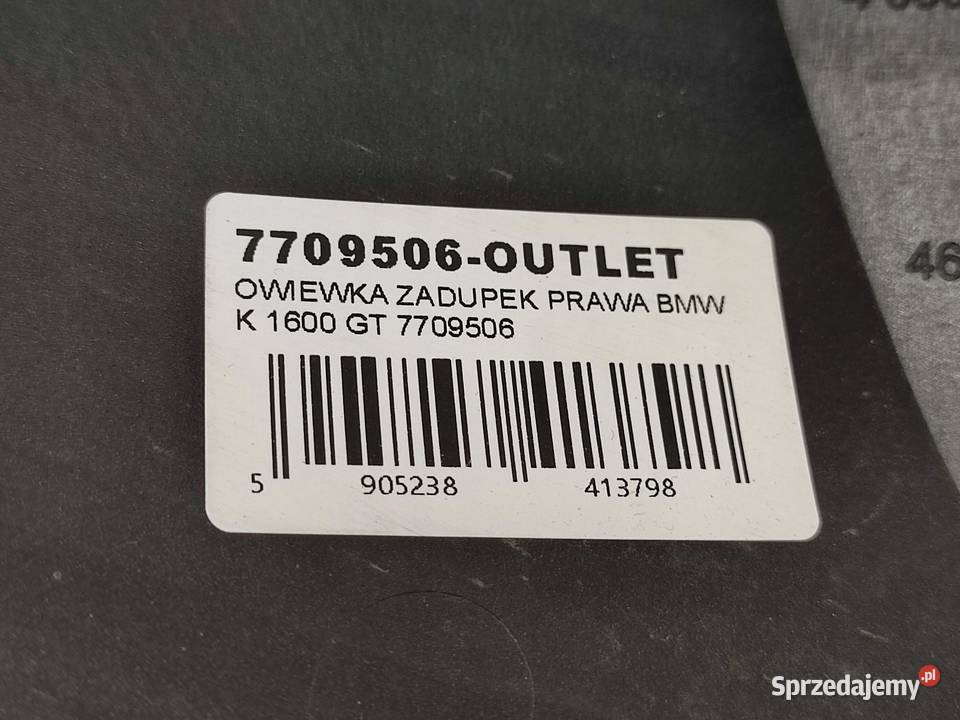 7709506-OUTLET
OWIEWKA ZADUPEK PRAWA BMW
K 1600 GT 7709506
5 905238 413798
46
Sprzedajemy.pl